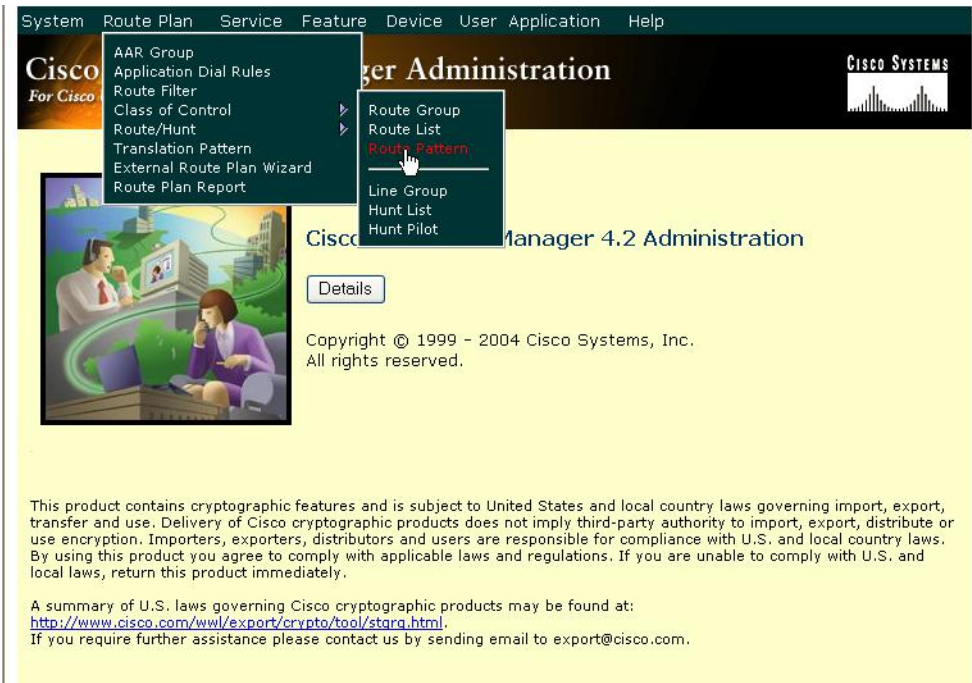 System Route Plan Service Feature Device User Application Help
Cisco
ger Administration
For Cisco
CISCO SYSTEMS
AAR Group
Application Dial Rules
Route Filter
Class of Control
Route/Hunt
Translation Pattern
External Route Plan Wizard
Route Plan Report
Route Group
Route List
Route Pattern
Line Group
Hunt List
Hunt Pilot
Cisco
Manager 4.2 Administration
Details
Copyright © 1999 - 2004 Cisco Systems, Inc.
All rights reserved.
This product contains cryptographic features and is subject to United States and local country laws governing import, export,
transfer and use. Delivery of Cisco cryptographic products does not imply third-party authority to import, export, distribute or
use encryption. Importers, exporters, distributors and users are responsible for compliance with U.S. and local country laws.
By using this product you agree to comply with applicable laws and regulations. If you are unable to comply with U.S. and
local laws, return this product immediately.
A summary of U.S. laws governing Cisco cryptographic products may be found at:
http://www.cisco.com/wwl/export/crypto/tool/stqrg.html.
If you require further assistance please contact us by sending email to export@cisco.com.